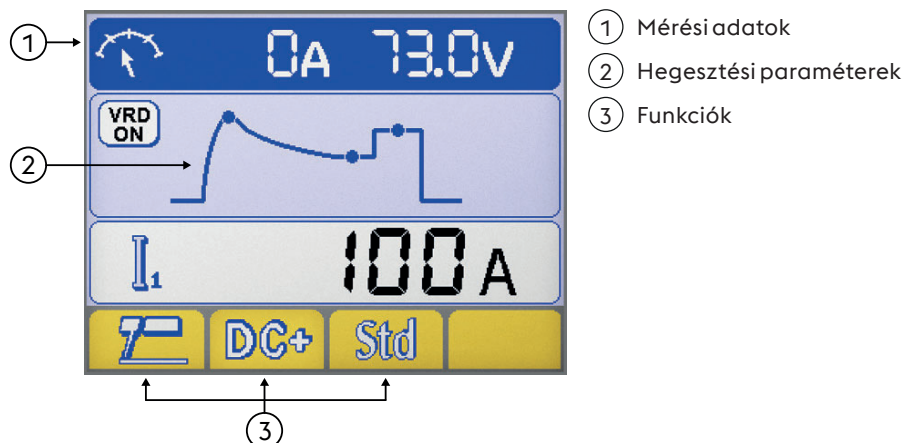 1 0A 73.0V
1 Mérési adatok
2 Hegesztési paraméterek
3 Funkciók
VRD
ON
2
I1 100A
DC+ Std
3